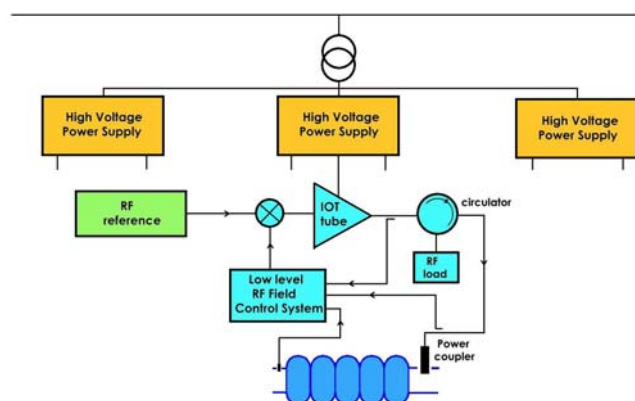 High Voltage
Power Supply
High Voltage
Power Supply
High Voltage
Power Supply
RF
reference
IOT
tube
circulator
RF
load
Low level
RF Field
Control System
Power
coupler